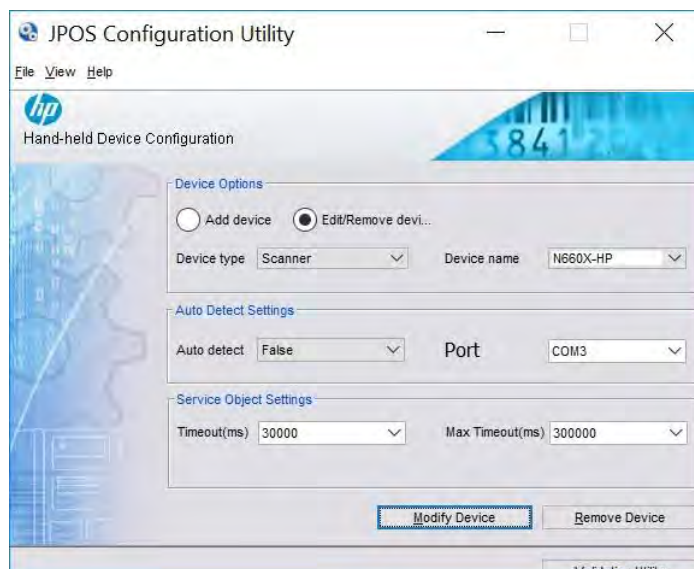 JPOS Configuration Utility
File View Help
hp
Hand-held Device Configuration
3841
Device Options
Add device Edit/Remove devi...
Device type Scanner Device name N660X-HP
Auto Detect Settings
Auto detect False Port COM3
Service Object Settings
Timeout(ms) 30000 Max Timeout(ms) 300000
Modify Device Remove Device